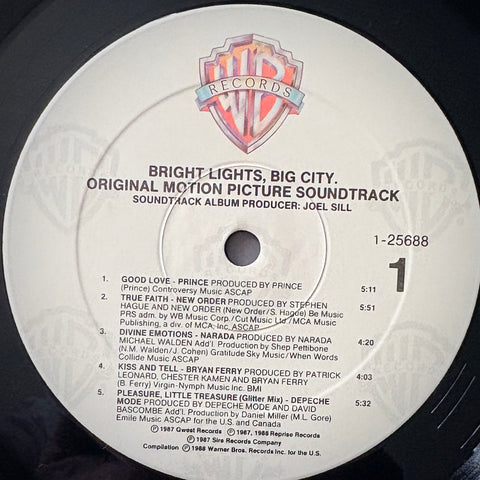 WB
RECORDS
BRIGHT LIGHTS, BIG CITY.
ORIGINAL MOTION PICTURE SOUNDTRACK
SOUNDTRACK ALBUM PRODUCER: JOEL SILL
1-25688
1
1. GOOD LOVE - PRINCE PRODUCED BY PRINCE
(Prince) Controversy Music ASCAP 5:11
2. TRUE FAITH - NEW ORDER PRODUCED BY STEPHEN
HAGUE AND NEW ORDER (New Order/S. Hague) Be Music 5:51
PRS adm. by WB Music Corp./Cut Music Ltd/MCA Music
Publishing, a div. of MCA, Inc. ASCAP
3. DIVINE EMOTIONS - NARADA PRODUCED BY NARADA
MICHAEL WALDEN Add'l. Production by Shep Pettibone 4:20
(N.M. Walden/J. Cohen) Gratitude Sky Music/When Words
Collide Music ASCAP
4. KISS AND TELL - BRYAN FERRY PRODUCED BY PATRICK
LEONARD, CHESTER KAMEN AND BRYAN FERRY 4:03
(B. Ferry) Virgin-Nymph Music Inc. BMI
5. PLEASURE, LITTLE TREASURE (Glitter Mix) - DEPECHE
MODE PRODUCED BY DEPECHE MODE AND DAVID 5:32
BASCOMBE Add'l. Production by Daniel Miller (M.L. Gore)
Emile Music ASCAP for the U.S. and Canada
℗ 1987 Qwest Records ℗ 1987, 1988 Reprise Records
℗ 1987 Sire Records Company
Compilation ℗ 1988 Warner Bros. Records Inc. for the U.S.